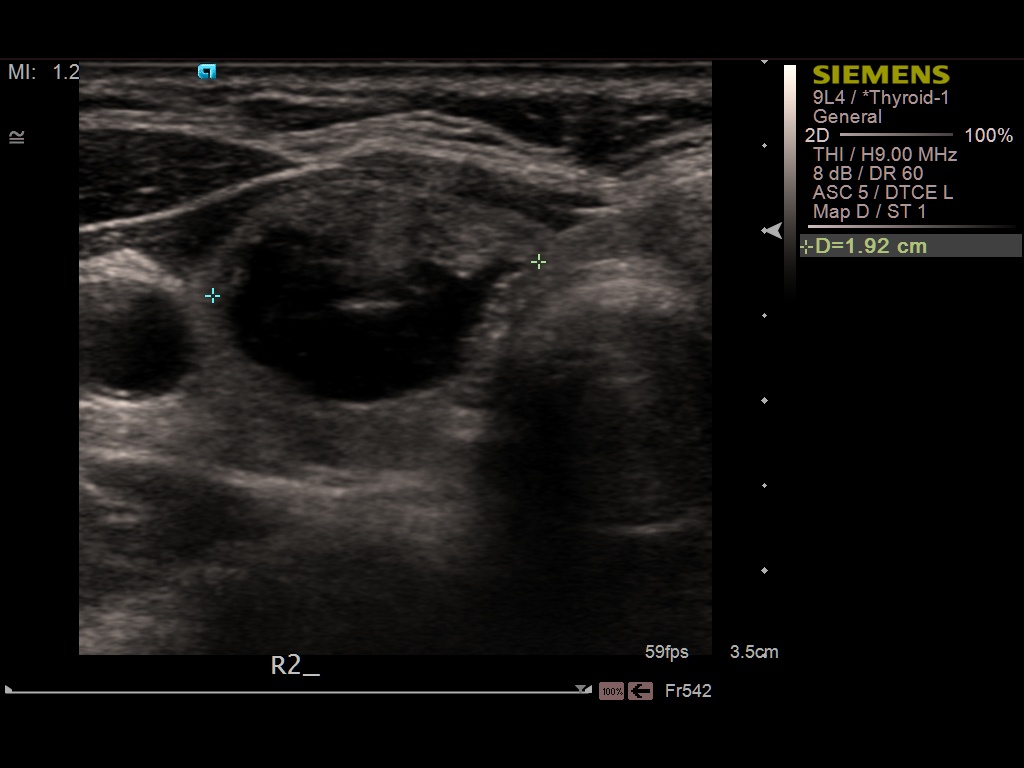 MI: 1.2
SIEMENS
9L4 / *Thyroid-1
General
2D 100%
THI / H9.00 MHz
8 dB / DR 60
ASC 5 / DTCE L
Map D / ST 1
D=1.92 cm
59fps 3.5cm
R2_
100% Fr542